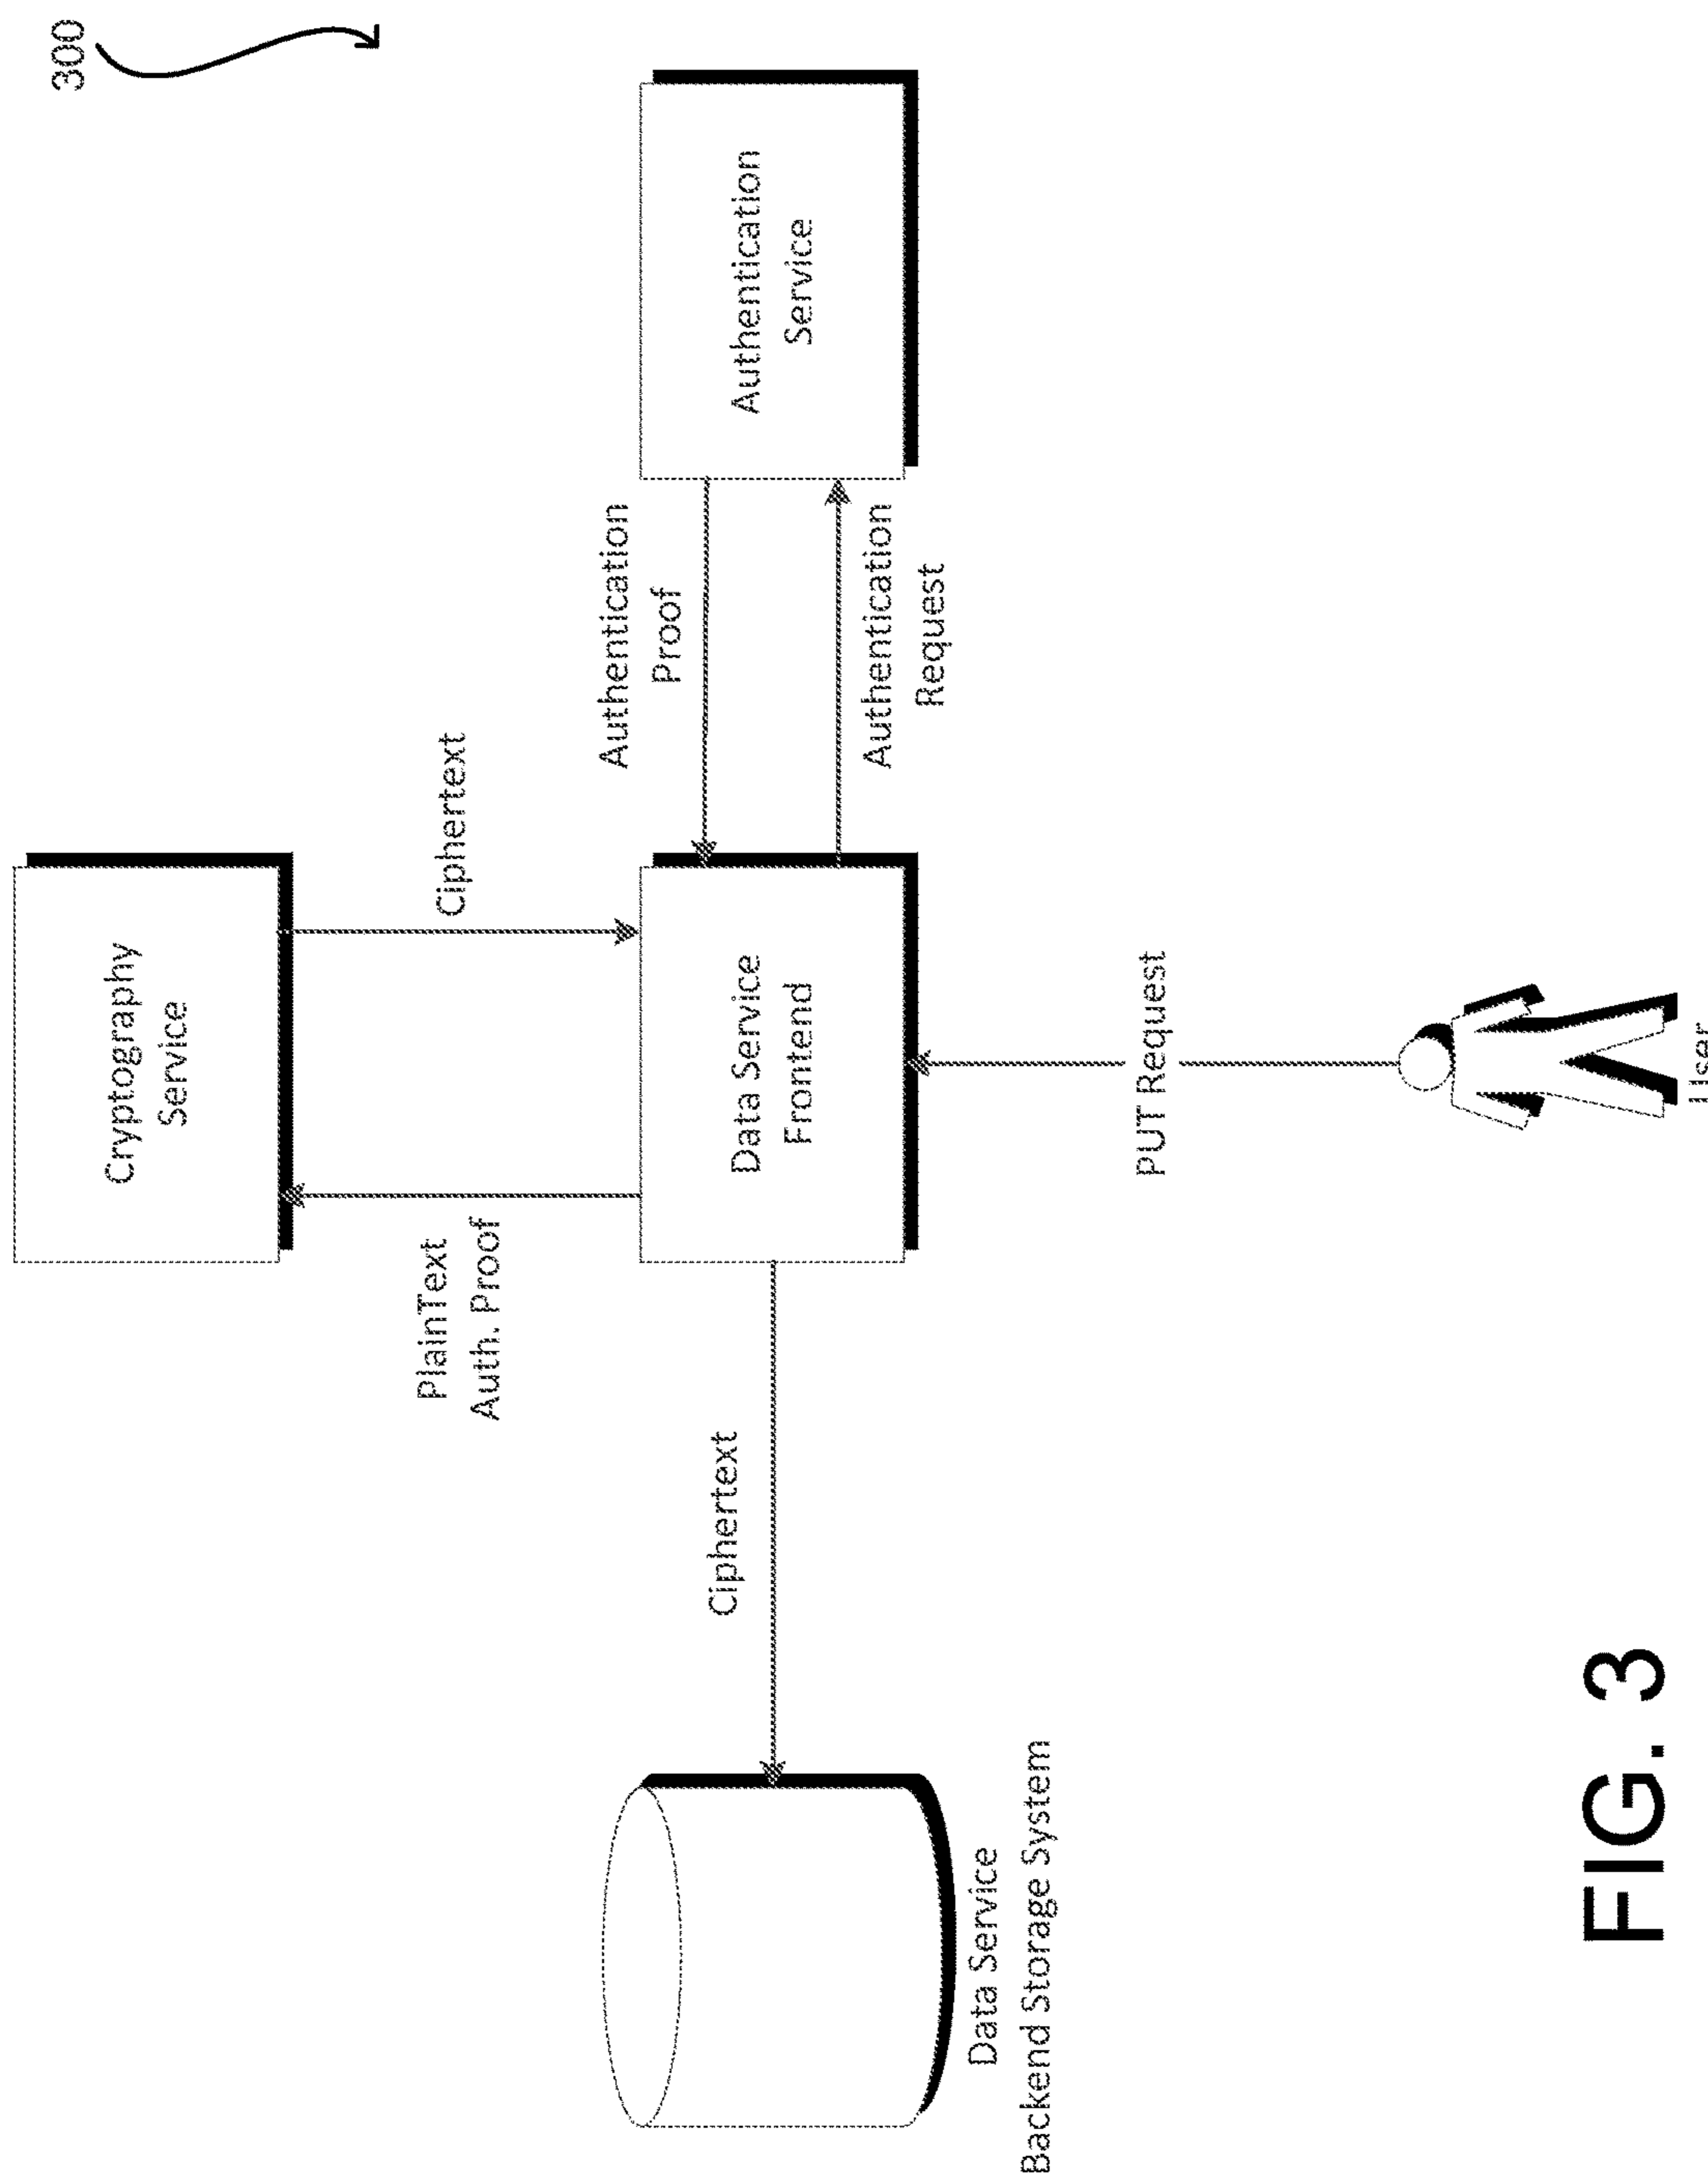 300
Cryptography
Service
PlainText
Auth. Proof
Ciphertext
Authentication
Proof
Ciphertext
Data Service
Frontend
Authentication
Service
Authentication
Request
Data Service
Backend Storage System
PUT Request
User
FIG. 3